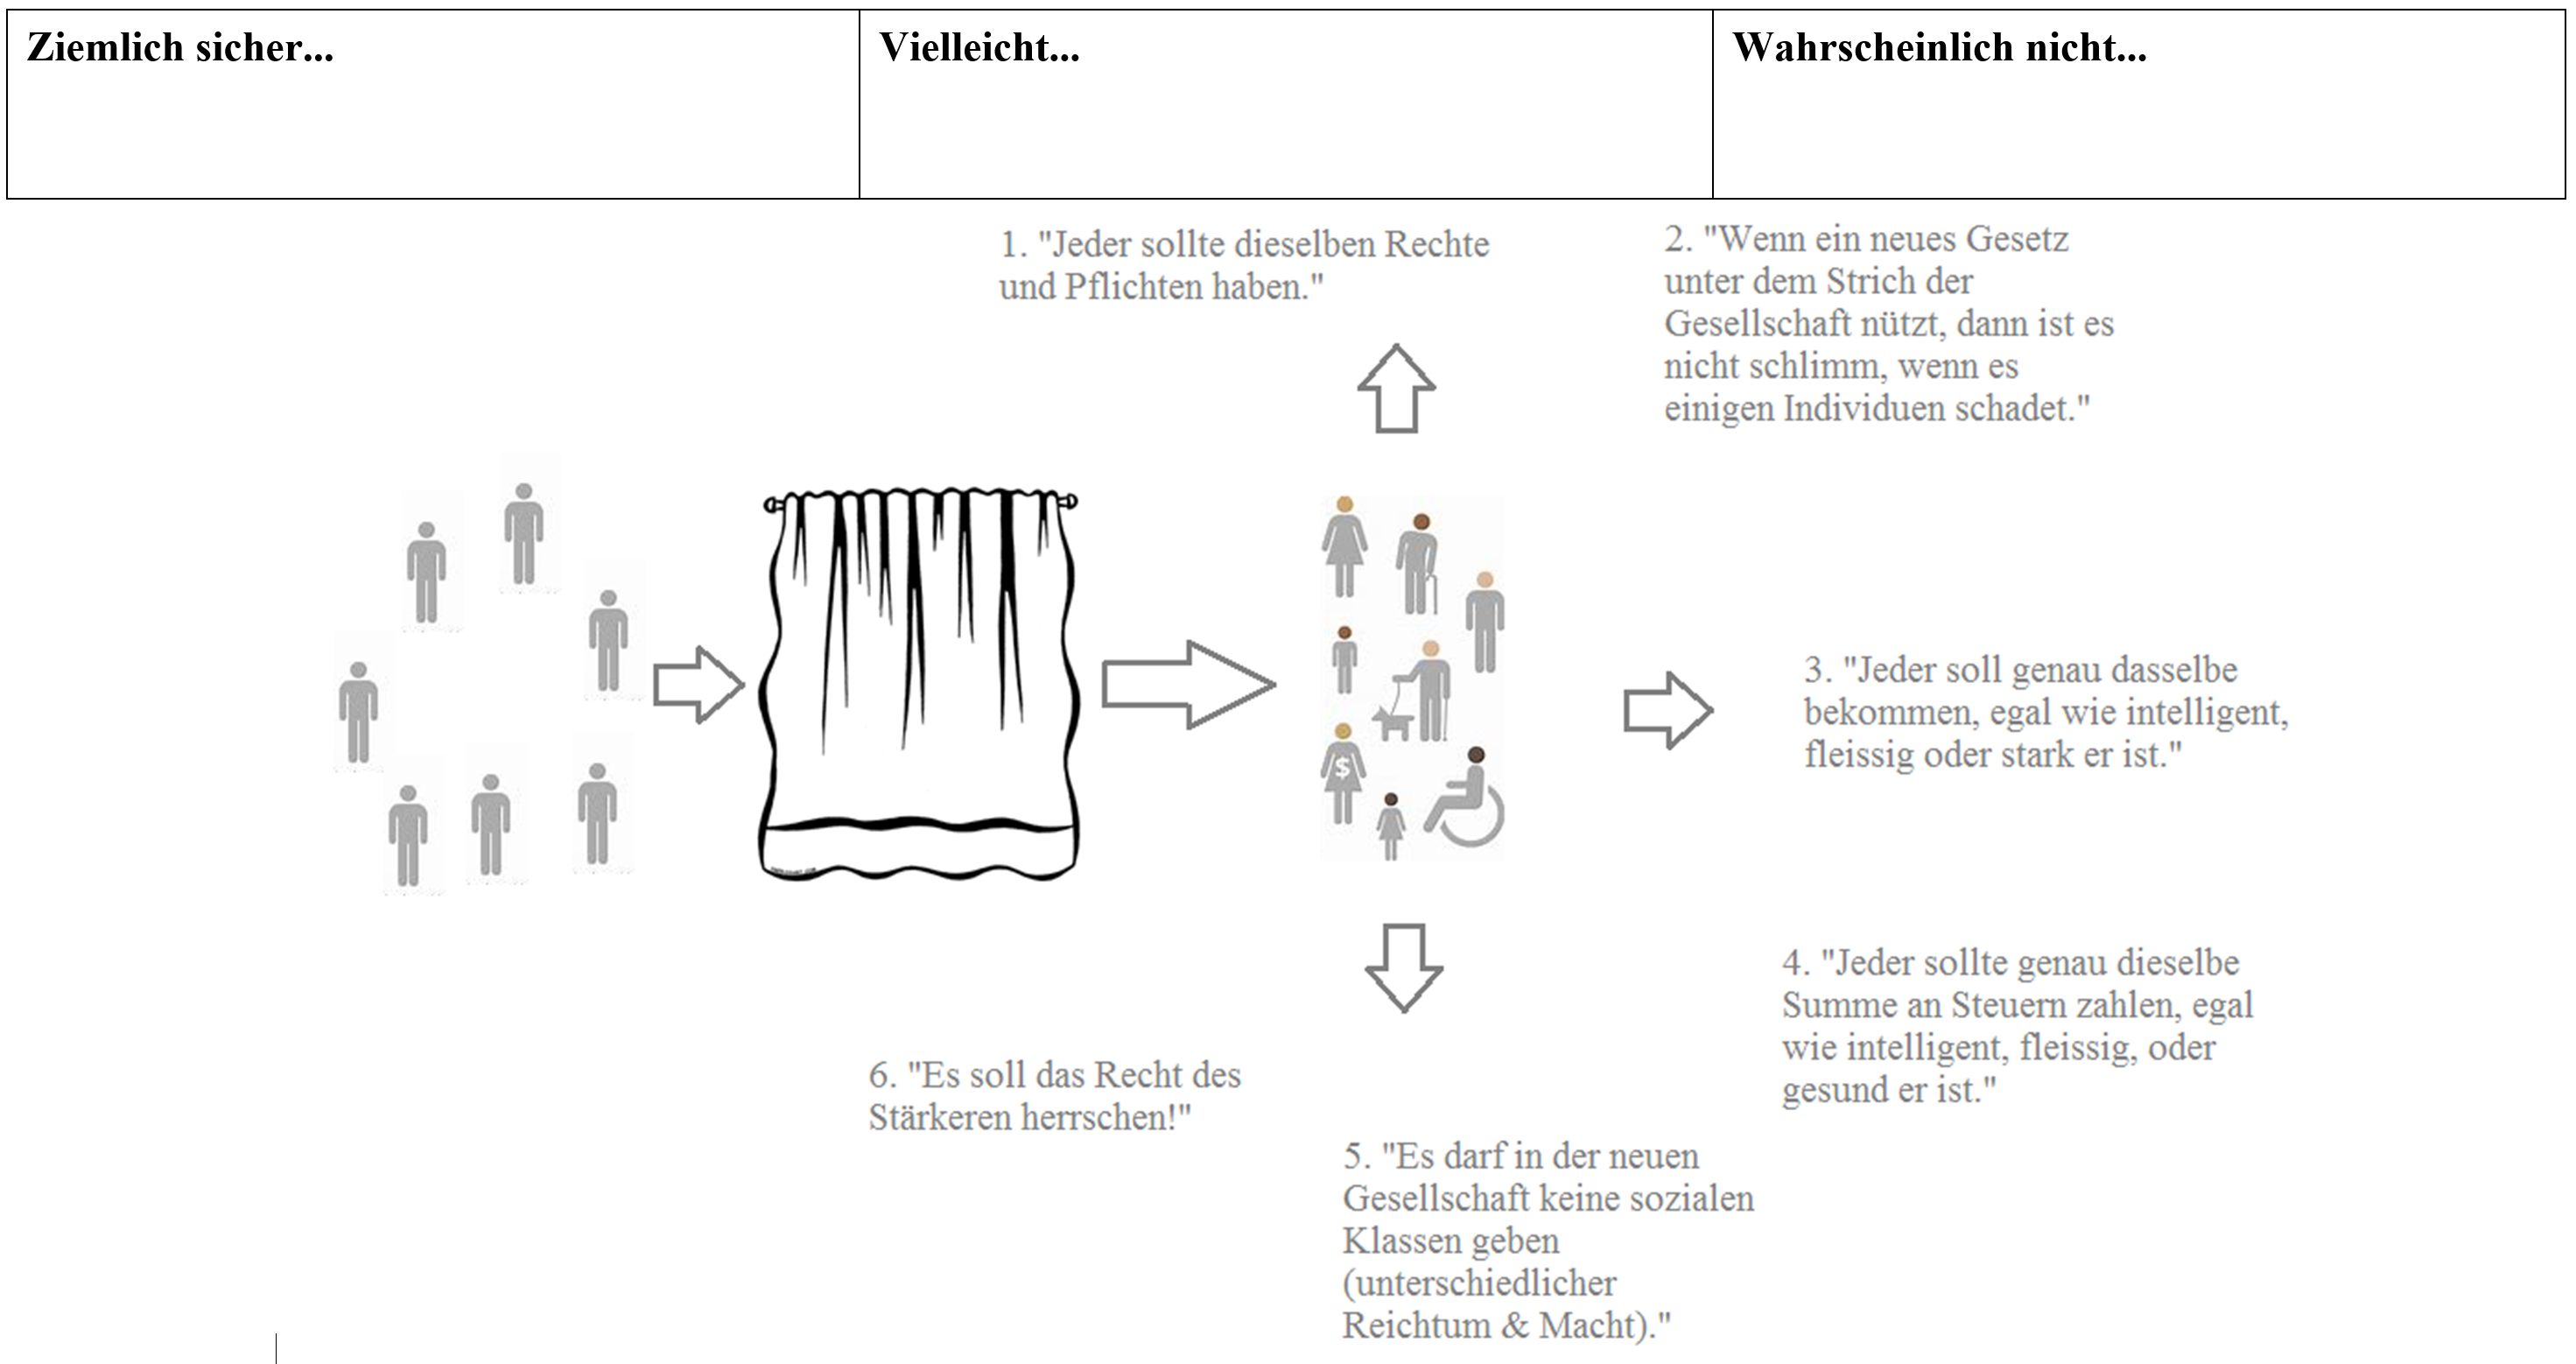 Ziemlich sicher...
Vielleicht...
Wahrscheinlich nicht...
1. "Jeder sollte dieselben Rechte
und Pflichten haben."
2. "Wenn ein neues Gesetz
unter dem Strich der
Gesellschaft nützt, dann ist es
nicht schlimm, wenn es
einigen Individuen schadet."
$
3. "Jeder soll genau dasselbe
bekommen, egal wie intelligent,
fleissig oder stark er ist."
4. "Jeder sollte genau dieselbe
Summe an Steuern zahlen, egal
wie intelligent, fleissig, oder
gesund er ist."
6. "Es soll das Recht des
Stärkeren herrschen!"
5. "Es darf in der neuen
Gesellschaft keine sozialen
Klassen geben
(unterschiedlicher
Reichtum & Macht)."